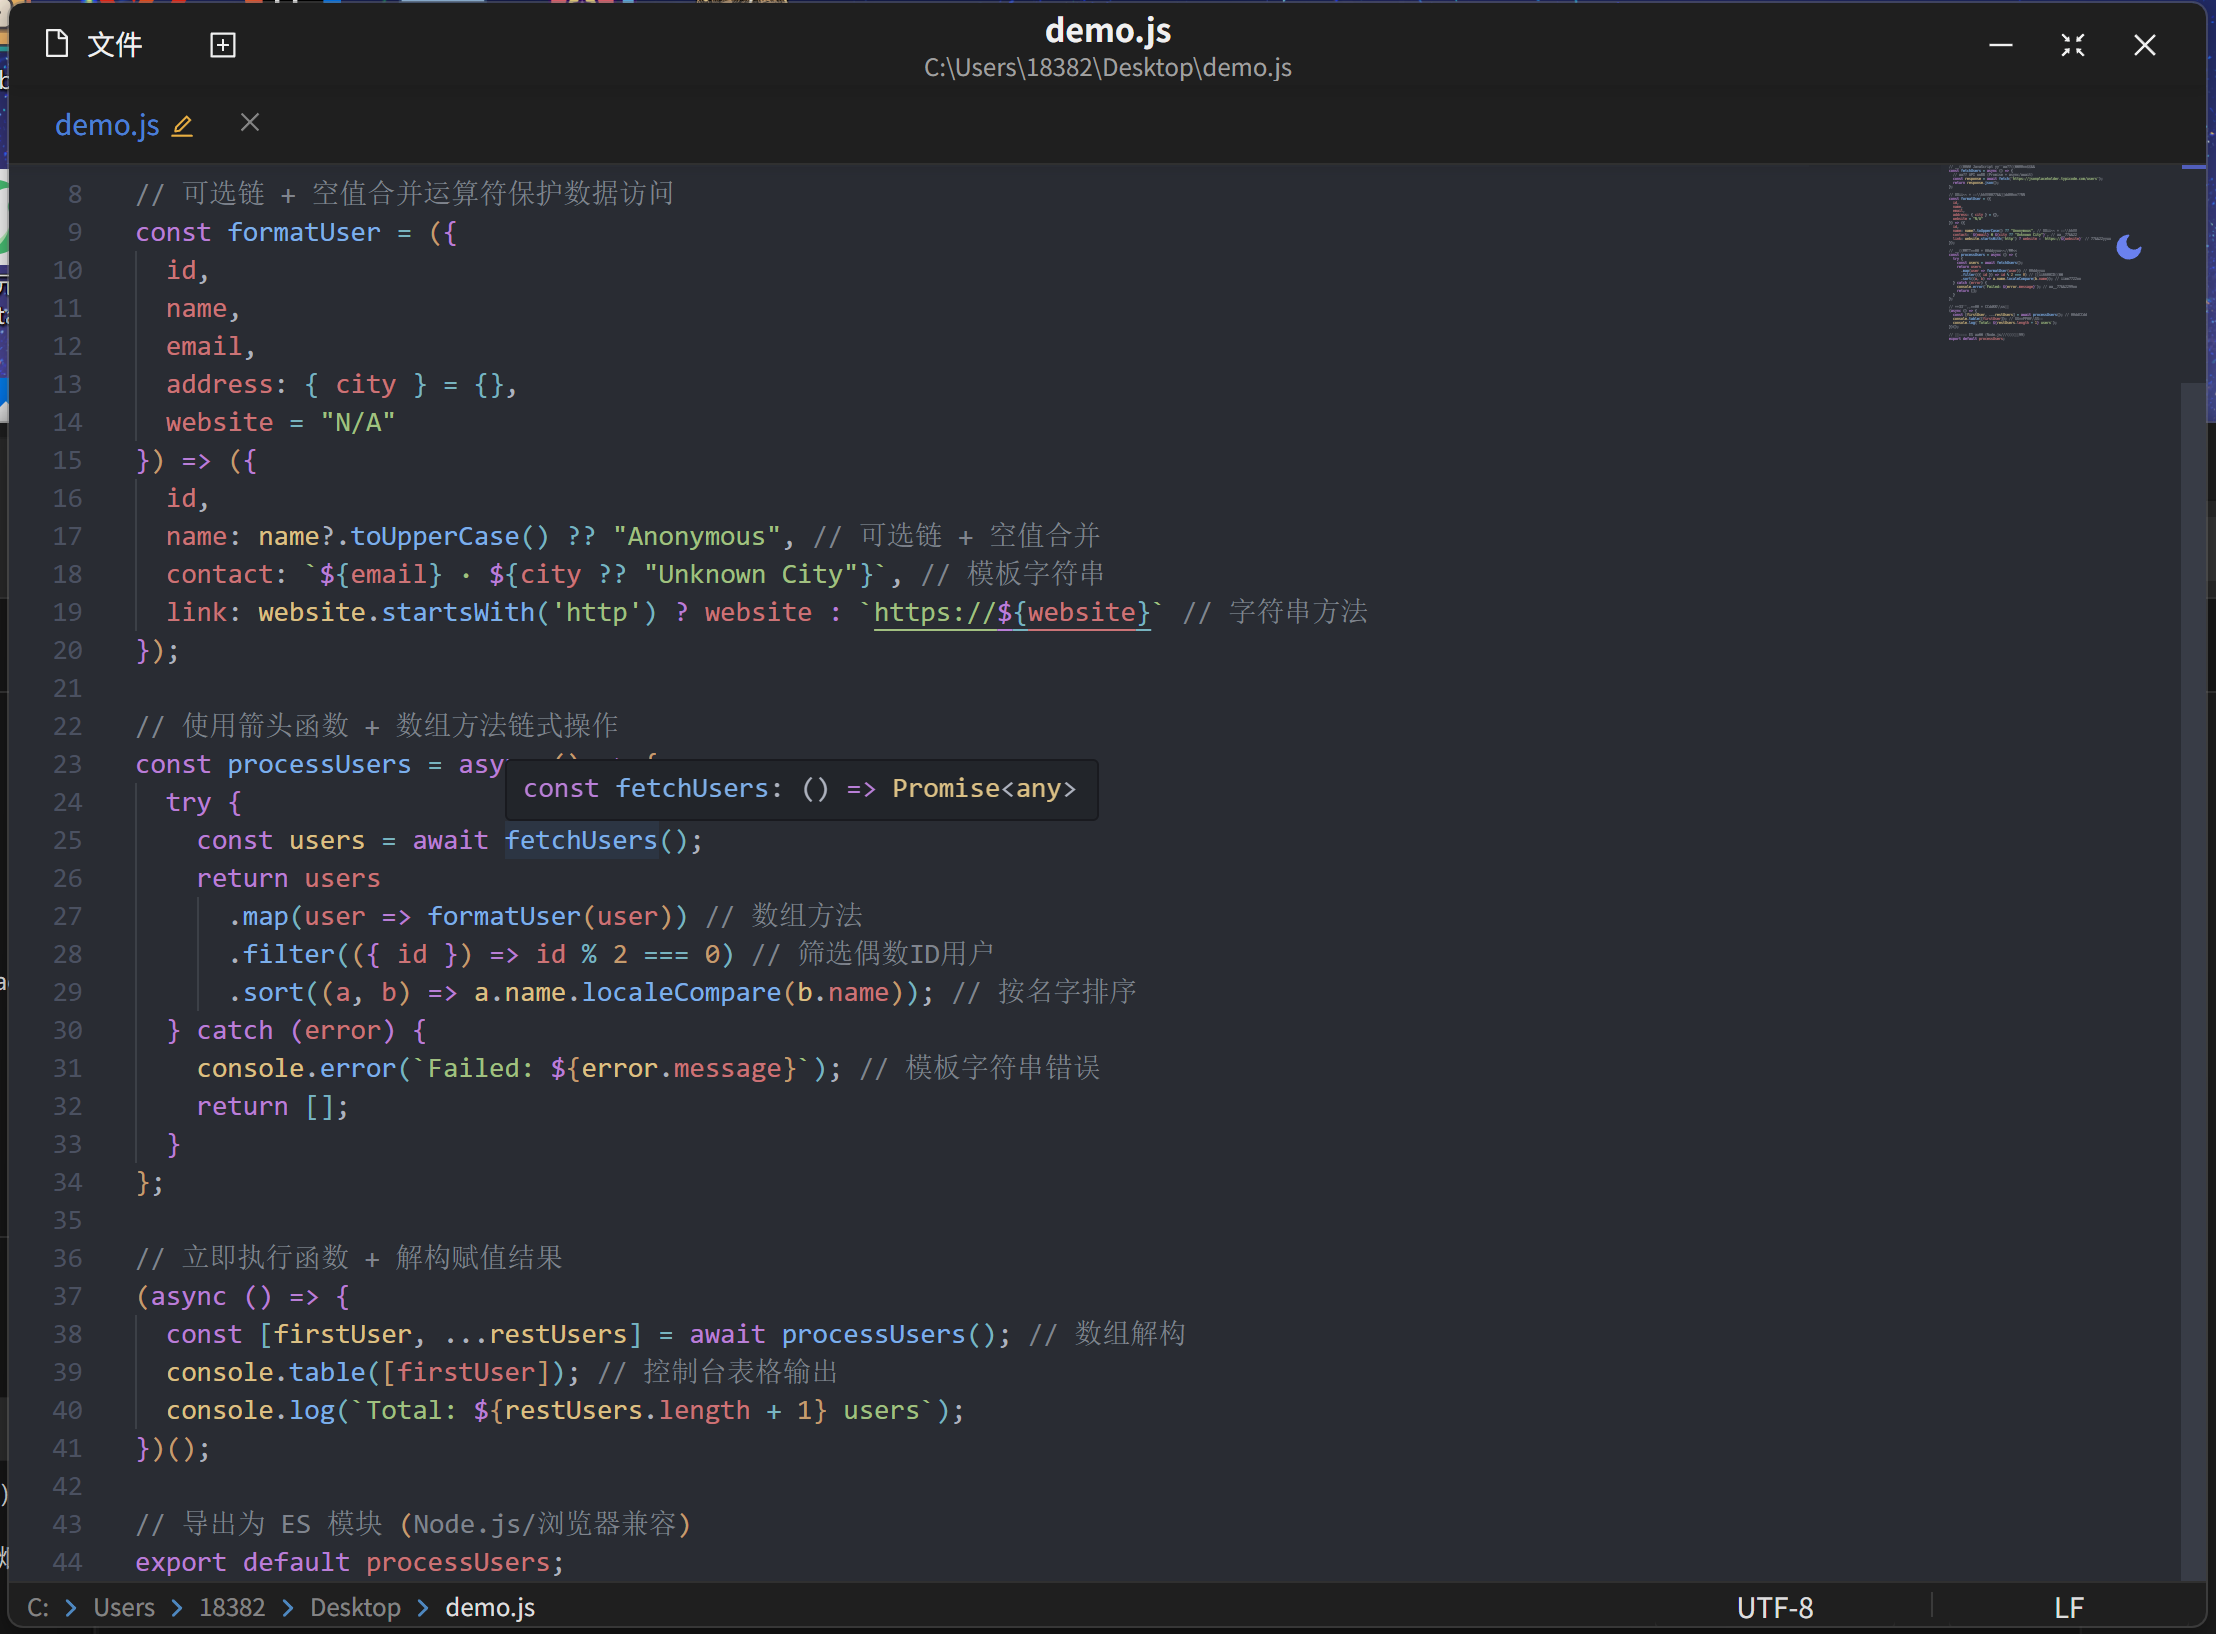 文件
demo.js
C:\Users\18382\Desktop\demo.js
demo.js
8 // 可选链 + 空值合并运算符保护数据访问
9 const formatUser = ({
10   id,
11   name,
12   email,
13   address: { city } = {},
14   website = "N/A"
15 }) => ({
16   id,
17   name: name?.toUpperCase() ?? "Anonymous", // 可选链 + 空值合并
18   contact: `${email} · ${city ?? "Unknown City"}`, // 模板字符串
19   link: website.startsWith('http') ? website : `https://${website}` // 字符串方法
20 });
21
22 // 使用箭头函数 + 数组方法链式操作
23 const processUsers = asy
const fetchUsers: () => Promise<any>
24   try {
25     const users = await fetchUsers();
26     return users
27       .map(user => formatUser(user)) // 数组方法
28       .filter(({ id }) => id % 2 === 0) // 筛选偶数ID用户
29       .sort((a, b) => a.name.localeCompare(b.name)); // 按名字排序
30   } catch (error) {
31     console.error(`Failed: ${error.message}`); // 模板字符串错误
32     return [];
33   }
34 };
35
36 // 立即执行函数 + 解构赋值结果
37 (async () => {
38   const [firstUser, ...restUsers] = await processUsers(); // 数组解构
39   console.table([firstUser]); // 控制台表格输出
40   console.log(`Total: ${restUsers.length + 1} users`);
41 })();
42
43 // 导出为 ES 模块 (Node.js/浏览器兼容)
44 export default processUsers;
C: > Users > 18382 > Desktop > demo.js
UTF-8
LF